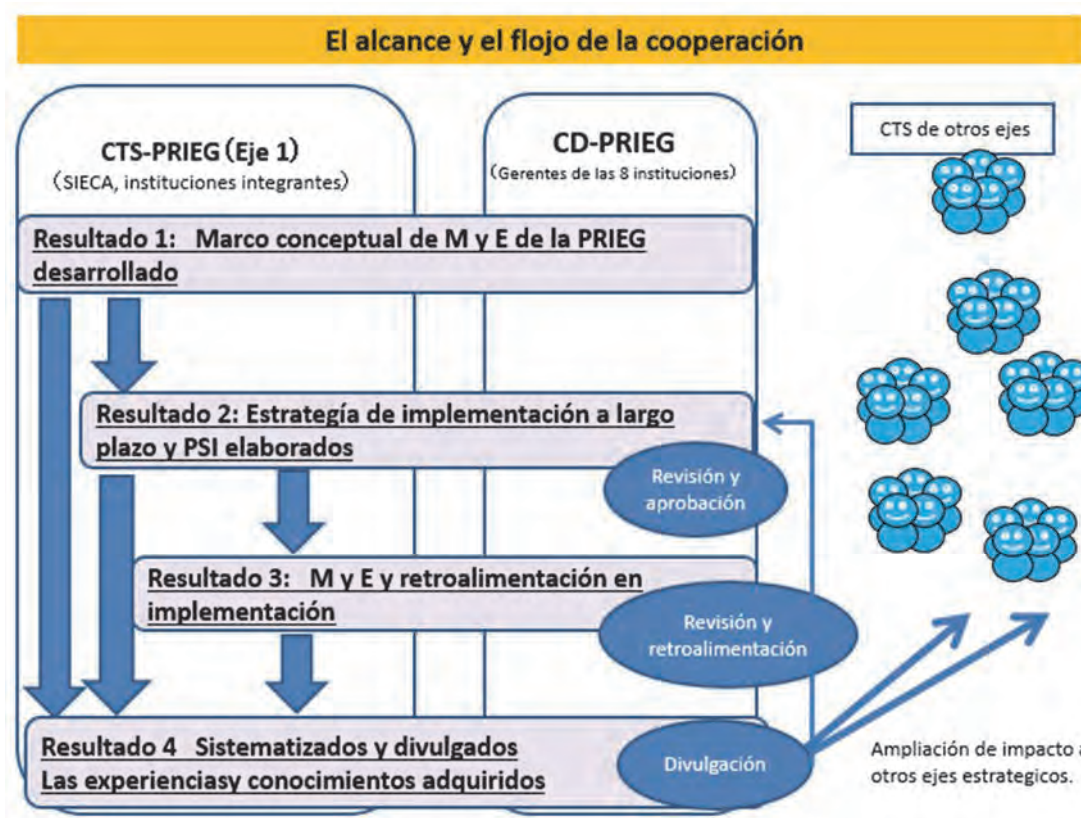 El alcance y el flojo de la cooperación
CTS-PRIEG (Eje 1)
(SIECA, instituciones integrantes)
CD-PRIEG
(Gerentes de las 8 instituciones)
CTS de otros ejes
Resultado 1: Marco conceptual de M y E de la PRIEG
desarrollado
Resultado 2: Estrategía de implementación a largo
plazo y PSI elaborados
Revisión y
aprobación
Resultado 3: M y E y retroalimentación en
implementación
Revisión y
retroalimentación
Resultado 4 Sistematizados y divulgados
Las experienciasy conocimientos adquiridos
Divulgación
Ampliación de impacto a
otros ejes estrategicos.